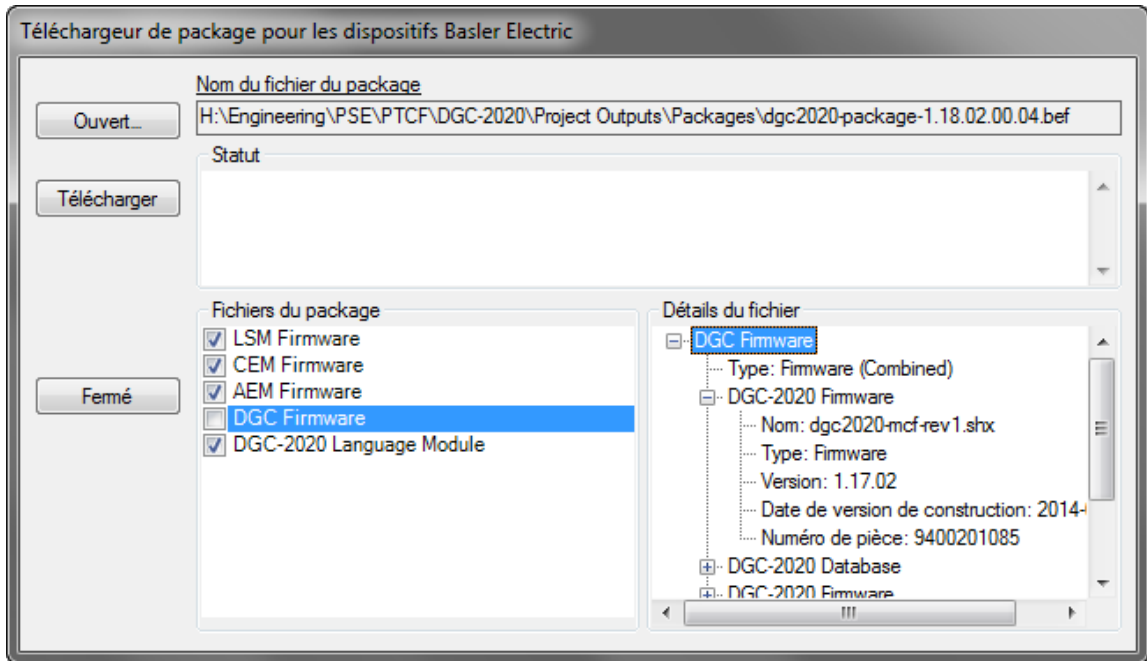 Téléchargeur de package pour les dispositifs Basler Electric
Nom du fichier du package
Ouvert...
H:\Engineering\PSE\PTCF\DGC-2020\Project Outputs\Packages\dgc2020-package-1.18.02.00.04.bef
Statut
Télécharger
Fichiers du package
LSM Firmware
CEM Firmware
AEM Firmware
DGC Firmware
DGC-2020 Language Module
Fermé
Détails du fichier
DGC Firmware
Type: Firmware (Combined)
DGC-2020 Firmware
Nom: dgc2020-mcf-rev1.shx
Type: Firmware
Version: 1.17.02
Date de version de construction: 2014-
Numéro de pièce: 9400201085
DGC-2020 Database
DGC-2020 Firmware